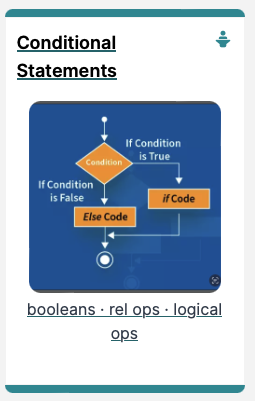 Conditional
Statements
If Condition
is True
Condition
If Condition
is False
if Code
Else Code
booleans · rel ops · logical
ops